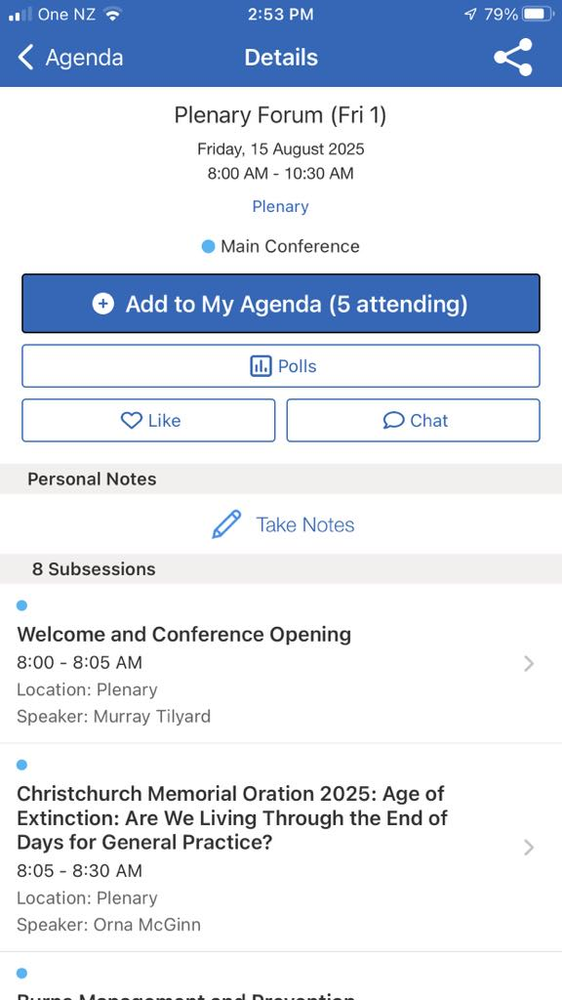 One NZ 2:53 PM 79%
Agenda Details
Plenary Forum (Fri 1)
Friday, 15 August 2025
8:00 AM - 10:30 AM
Plenary
Main Conference
Add to My Agenda (5 attending)
Polls
Like Chat
Personal Notes
Take Notes
8 Subsessions
Welcome and Conference Opening
8:00 - 8:05 AM
Location: Plenary
Speaker: Murray Tilyard
Christchurch Memorial Oration 2025: Age of
Extinction: Are We Living Through the End of
Days for General Practice?
8:05 - 8:30 AM
Location: Plenary
Speaker: Orna McGinn
Burns Management and Prevention